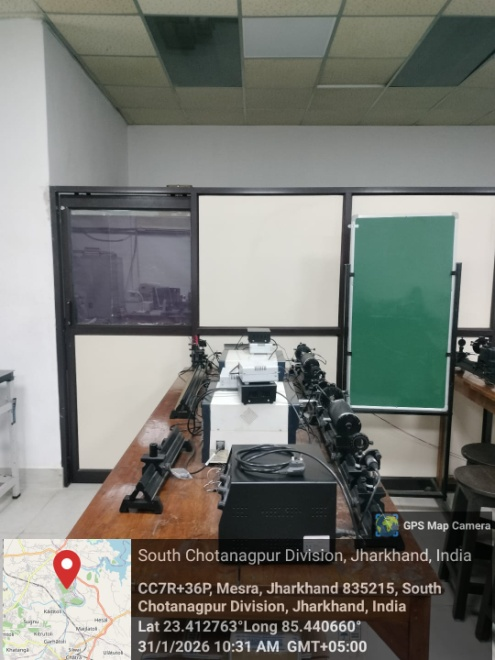 GPS Map Camera
South Chotanagpur Division, Jharkhand, India
CC7R+36P, Mesra, Jharkhand 835215, South
Chotanagpur Division, Jharkhand, India
Lat 23.412763°Long 85.440660°
31/1/2026 10:31 AM GMT+05:00